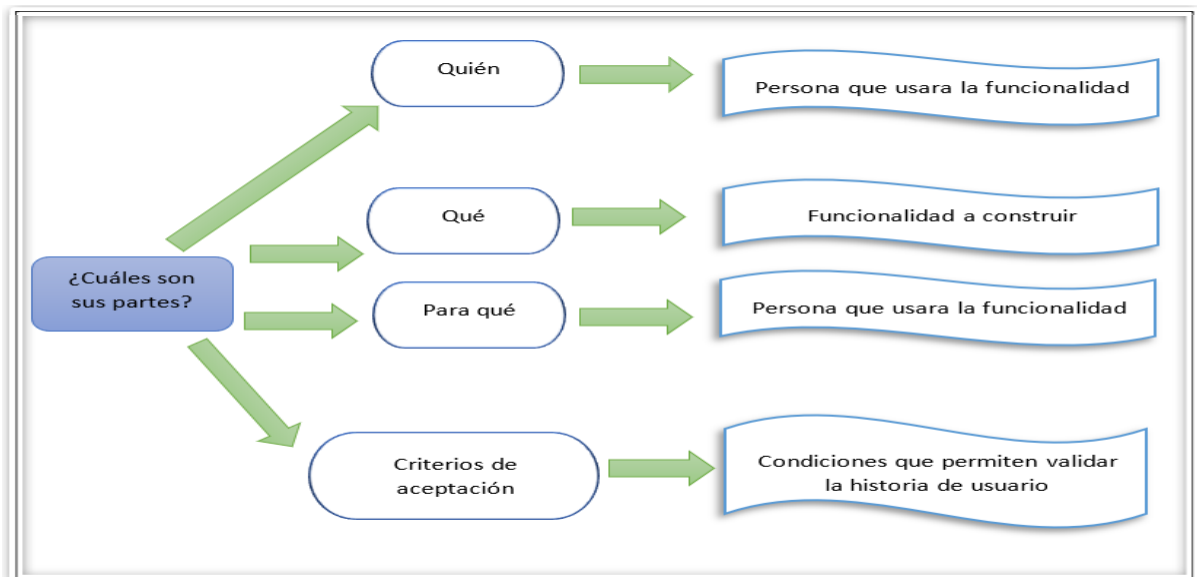 Quién
Persona que usara la funcionalidad
Qué
Funcionalidad a construir
¿Cuáles son
sus partes?
Para qué
Persona que usara la funcionalidad
Criterios de
aceptación
Condiciones que permiten validar
la historia de usuario